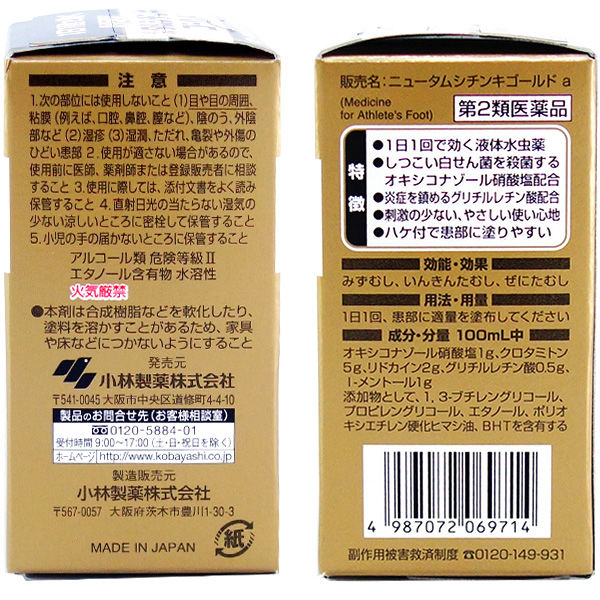 注意
1.次の部位には使用しないこと (1)目や目の周囲、
粘膜 (例えば、口腔、鼻腔、膣など)、陰のう、外陰
部など (2)湿疹 (3)湿潤、ただれ、亀裂や外傷の
ひどい患部 2.使用が適さない場合があるので、
使用前に医師、薬剤師または登録販売者に相談
すること 3.使用に際しては、添付文書をよく読み
保管すること 4.直射日光の当たらない湿気の
少ない涼しいところに密栓して保管すること
5.小児の手の届かないところに保管すること
アルコール類 危険等級Ⅱ
エタノール含有物 水溶性
火気厳禁
●本剤は合成樹脂などを軟化したり、
塗料を溶かすことがあるため、家具
や床などにつかないようにすること
発売元
小林製薬株式会社
〒541-0045 大阪市中央区道修町4-4-10
製品のお問合せ先(お客様相談室)
0120-5884-01
受付時間 9:00~17:00 (土・日・祝日を除く)
ホームページ http://www.kobayashi.co.jp
製造販売元
小林製薬株式会社
〒567-0057 大阪府茨木市豊川1-30-3
MADE IN JAPAN
紙
販売名:ニュータムシチンキゴールド a
(Medicine
for Athlete's Foot)
第2類医薬品
特徴
●1日1回で効く液体水虫薬
●しつこい白せん菌を殺菌する
オキシコナゾール硝酸塩配合
●炎症を鎮めるグリチルレチン酸配合
●刺激の少ない、やさしい使い心地
●ハケ付で患部に塗りやすい
効能・効果
みずむし、いんきんたむし、ぜにたむし
用法・用量
1日1回、患部に適量を塗布してください
成分・分量 100mL中
オキシコナゾール硝酸塩1g、クロタミトン
5g、リドカイン2g、グリチルレチン酸0.5g、
l-メントール1g
添加物として、1,3-ブチレングリコール、
プロピレングリコール、エタノール、ポリオ
キシエチレン硬化ヒマシ油、BHTを含有する
4 987072 069714
副作用被害救済制度 0120-149-931